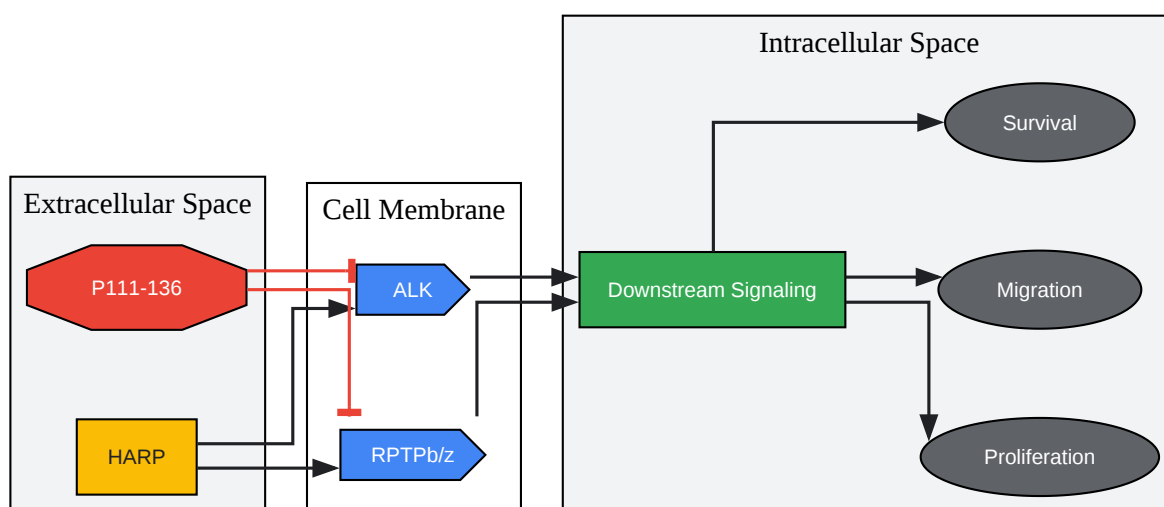 Extracellular Space
P111-136
HARP
Cell Membrane
ALK
RPTPb/z
Intracellular Space
Downstream Signaling
Survival
Migration
Proliferation